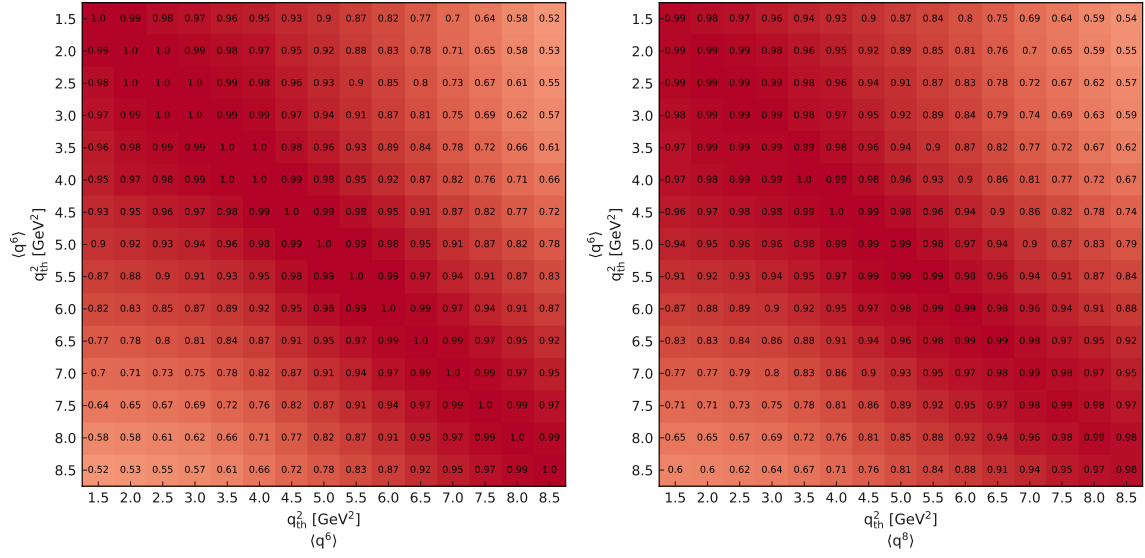 1.5 1.0 0.99 0.98 0.97 0.96 0.95 0.93 0.9 0.87 0.82 0.77 0.7 0.64 0.58 0.52
2.0 0.99 1.0 1.0 0.99 0.98 0.97 0.95 0.92 0.88 0.83 0.78 0.71 0.65 0.58 0.53
2.5 0.98 1.0 1.0 1.0 0.99 0.98 0.96 0.93 0.9 0.85 0.8 0.73 0.67 0.61 0.55
3.0 0.97 0.99 1.0 1.0 0.99 0.99 0.97 0.94 0.91 0.87 0.81 0.75 0.69 0.62 0.57
3.5 0.96 0.98 0.99 0.99 1.0 1.0 0.98 0.96 0.93 0.89 0.84 0.78 0.72 0.66 0.61
4.0 0.95 0.97 0.98 0.99 1.0 1.0 0.99 0.98 0.95 0.92 0.87 0.82 0.76 0.71 0.66
4.5 0.93 0.95 0.96 0.97 0.98 0.99 1.0 0.99 0.98 0.95 0.91 0.87 0.82 0.77 0.72
5.0 0.9 0.92 0.93 0.94 0.96 0.98 0.99 1.0 0.99 0.98 0.95 0.91 0.87 0.82 0.78
5.5 0.87 0.88 0.9 0.91 0.93 0.95 0.98 0.99 1.0 0.99 0.97 0.94 0.91 0.87 0.83
6.0 0.82 0.83 0.85 0.87 0.89 0.92 0.95 0.98 0.99 1.0 0.99 0.97 0.94 0.91 0.87
6.5 0.77 0.78 0.8 0.81 0.84 0.87 0.91 0.95 0.97 0.99 1.0 0.99 0.97 0.95 0.92
7.0 0.7 0.71 0.73 0.75 0.78 0.82 0.87 0.91 0.94 0.97 0.99 1.0 0.99 0.97 0.95
7.5 0.64 0.65 0.67 0.69 0.72 0.76 0.82 0.87 0.91 0.94 0.97 0.99 1.0 0.99 0.97
8.0 0.58 0.58 0.61 0.62 0.66 0.71 0.77 0.82 0.87 0.91 0.95 0.97 0.99 1.0 0.99
8.5 0.52 0.53 0.55 0.57 0.61 0.66 0.72 0.78 0.83 0.87 0.92 0.95 0.97 0.99 1.0
1.5 2.0 2.5 3.0 3.5 4.0 4.5 5.0 5.5 6.0 6.5 7.0 7.5 8.0 8.5
⟨q⁶⟩
q²th [GeV²]
q²th [GeV²]
⟨q⁶⟩
1.5 0.99 0.98 0.97 0.96 0.94 0.93 0.9 0.87 0.84 0.8 0.75 0.69 0.64 0.59 0.54
2.0 0.99 0.99 0.99 0.98 0.96 0.95 0.92 0.89 0.85 0.81 0.76 0.7 0.65 0.59 0.55
2.5 0.99 0.99 0.99 0.99 0.98 0.96 0.94 0.91 0.87 0.83 0.78 0.72 0.67 0.62 0.57
3.0 0.98 0.99 0.99 0.99 0.98 0.97 0.95 0.92 0.89 0.84 0.79 0.74 0.69 0.63 0.59
3.5 0.97 0.99 0.99 0.99 0.99 0.98 0.96 0.94 0.9 0.87 0.82 0.77 0.72 0.67 0.62
4.0 0.97 0.98 0.99 0.99 1.0 0.99 0.98 0.96 0.93 0.9 0.86 0.81 0.77 0.72 0.67
4.5 0.96 0.97 0.98 0.98 0.99 1.0 0.99 0.98 0.96 0.94 0.9 0.86 0.82 0.78 0.74
5.0 0.94 0.95 0.96 0.96 0.98 0.99 0.99 0.99 0.98 0.97 0.94 0.9 0.87 0.83 0.79
5.5 0.91 0.92 0.93 0.94 0.95 0.97 0.99 0.99 0.99 0.98 0.96 0.94 0.91 0.87 0.84
6.0 0.87 0.88 0.89 0.9 0.92 0.95 0.97 0.98 0.99 0.99 0.98 0.96 0.94 0.91 0.88
6.5 0.83 0.84 0.86 0.86 0.88 0.91 0.94 0.96 0.98 0.99 0.99 0.98 0.97 0.95 0.92
7.0 0.77 0.77 0.79 0.8 0.83 0.86 0.9 0.93 0.95 0.97 0.98 0.99 0.98 0.97 0.95
7.5 0.71 0.71 0.73 0.75 0.78 0.81 0.86 0.89 0.92 0.95 0.97 0.98 0.99 0.98 0.97
8.0 0.65 0.65 0.67 0.69 0.72 0.76 0.81 0.85 0.88 0.92 0.94 0.96 0.98 0.99 0.98
8.5 0.6 0.6 0.62 0.64 0.67 0.71 0.76 0.81 0.84 0.88 0.91 0.94 0.95 0.97 0.98
1.5 2.0 2.5 3.0 3.5 4.0 4.5 5.0 5.5 6.0 6.5 7.0 7.5 8.0 8.5
⟨q⁶⟩
q²th [GeV²]
q²th [GeV²]
⟨q⁸⟩